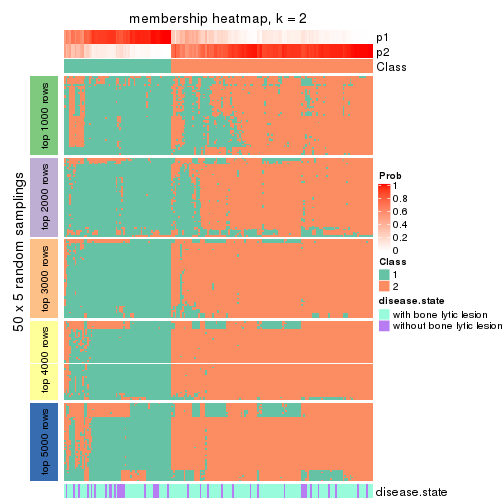 membership heatmap, k = 2
p1
p2
Class
50 x 5 random samplings
top 1000 rows
top 2000 rows
top 3000 rows
top 4000 rows
top 5000 rows
Prob
1
0.8
0.6
0.4
0.2
0
Class
1
2
disease.state
with bone lytic lesion
without bone lytic lesion
disease.state